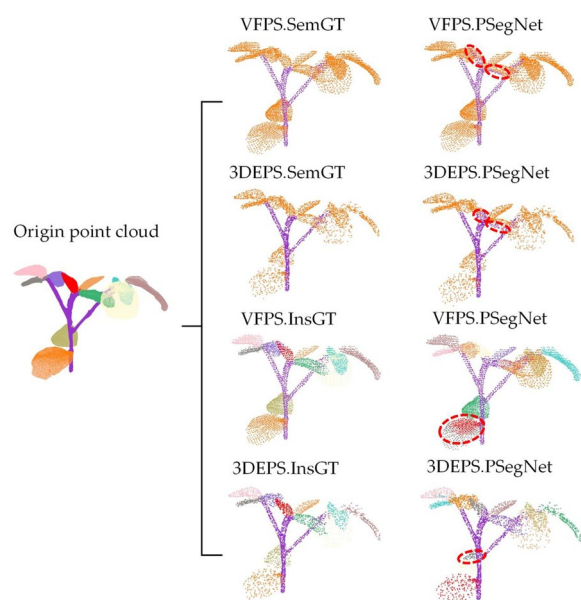 VFPS.SemGT
VFPS.PSegNet
3DEPS.SemGT
3DEPS.PSegNet
Origin point cloud
VFPS.InsGT
VFPS.PSegNet
3DEPS.InsGT
3DEPS.PSegNet